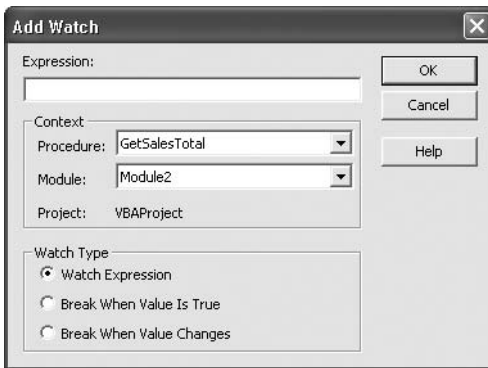 Add Watch
Expression:
OK
Cancel
Context
Procedure: GetSalesTotal
Help
Module: Module2
Project: VBAProject
Watch Type
Watch Expression
Break When Value Is True
Break When Value Changes